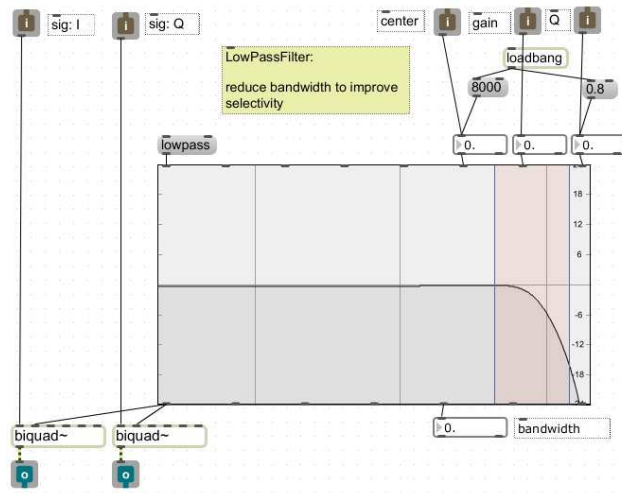 sig: I
sig: Q
center
gain
Q
LowPassFilter:
reduce bandwidth to improve
selectivity
loadbang
8000
0.8
lowpass
0.
0.
0.
18
12
6
-6
-12
18
biquad~
biquad~
0.
bandwidth
i
i
i
i
i
o
o